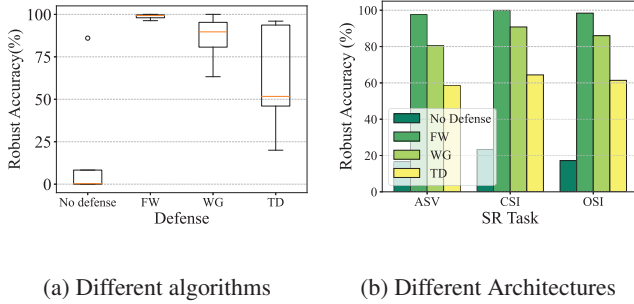 Robust Accuracy(%)
100
75
50
25
0
No defense FW WG TD
Defense
(a) Different algorithms
Robust Accuracy (%)
100
80
60
40
20
0
No Defense
FW
WG
TD
ASV CSI OSI
SR Task
(b) Different Architectures